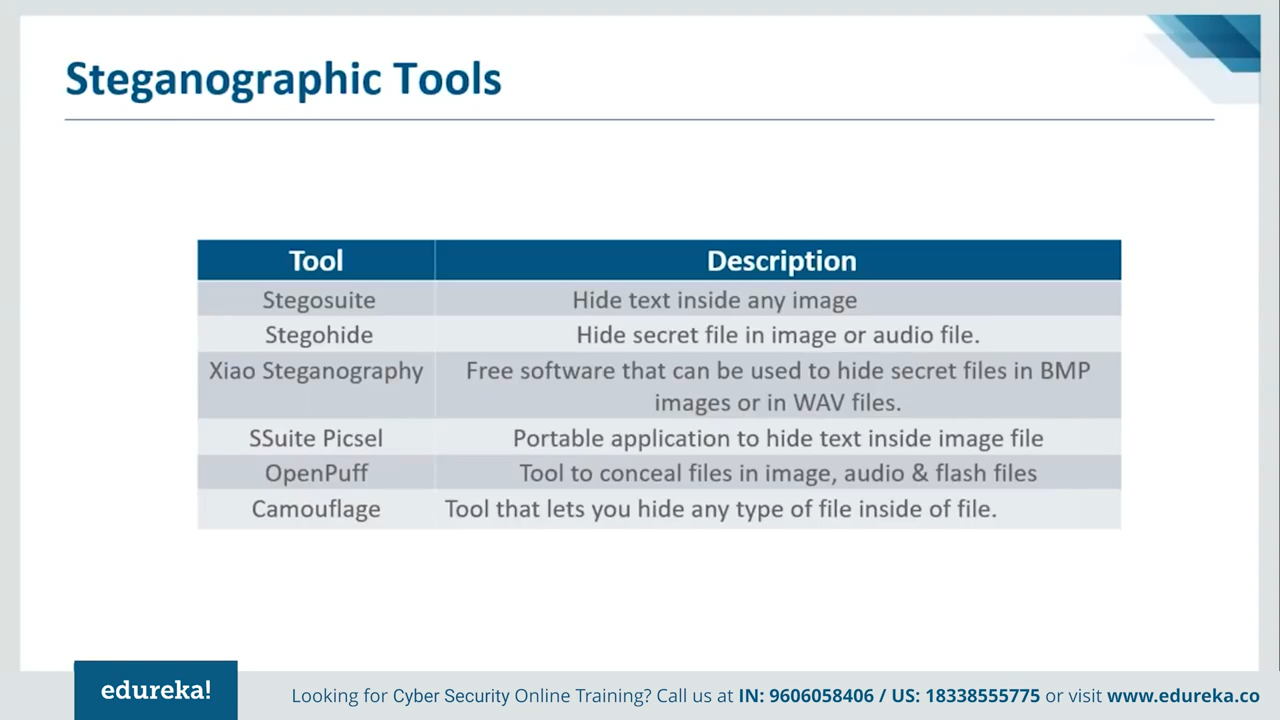 Steganographic Tools
Tool Description
Stegosuite Hide text inside any image
Stegohide Hide secret file in image or audio file.
Xiao Steganography Free software that can be used to hide secret files in BMP
images or in WAV files.
SSuite Picsel Portable application to hide text inside image file
OpenPuff Tool to conceal files in image, audio & flash files
Camouflage Tool that lets you hide any type of file inside of file.
edureka!
Looking for Cyber Security Online Training? Call us at IN: 9606058406 / US: 18338555775 or visit www.edureka.co